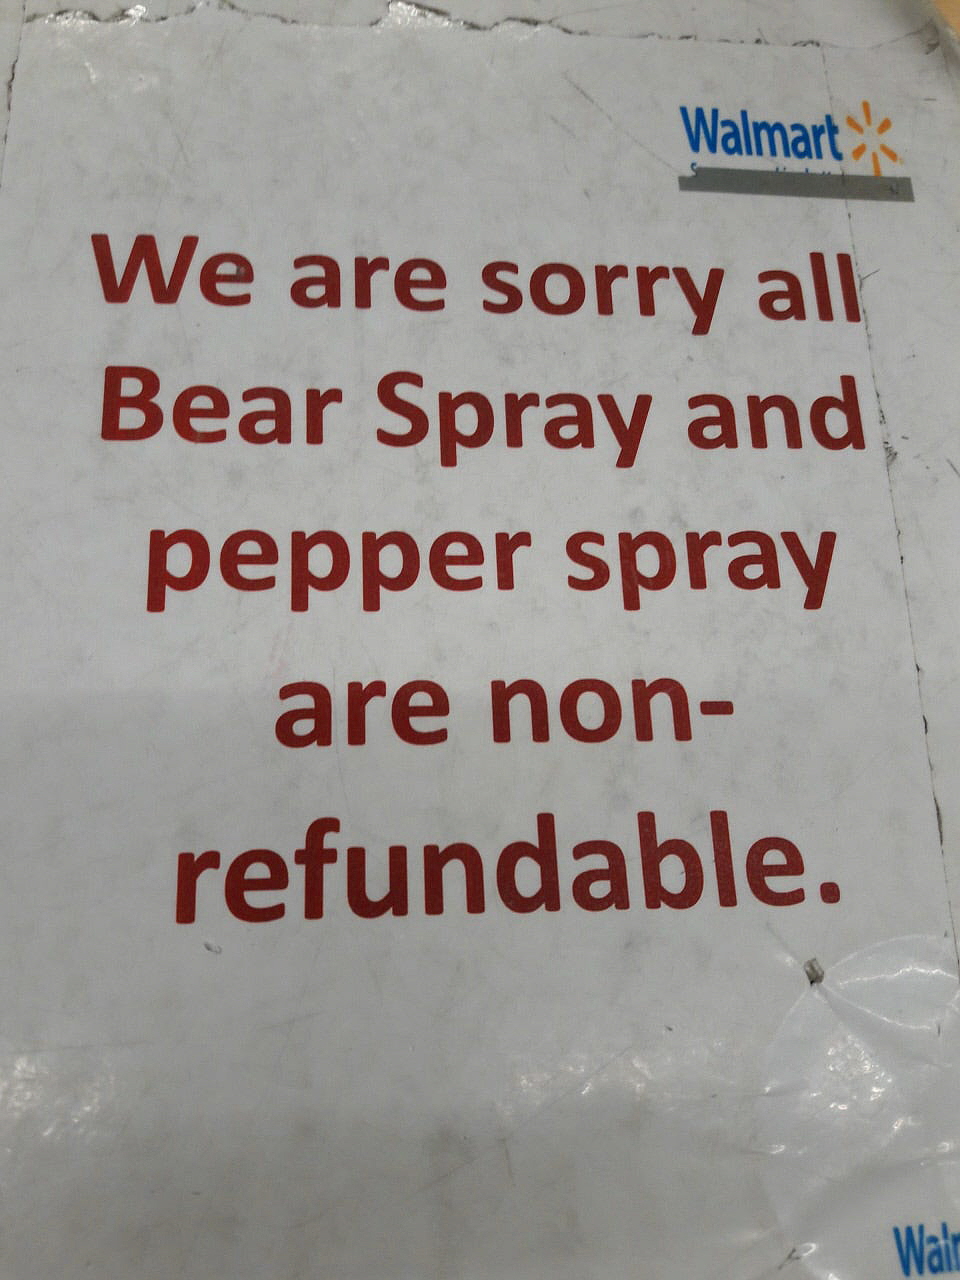 Walmart
We are sorry all
Bear Spray and
pepper spray
are non-
refundable.